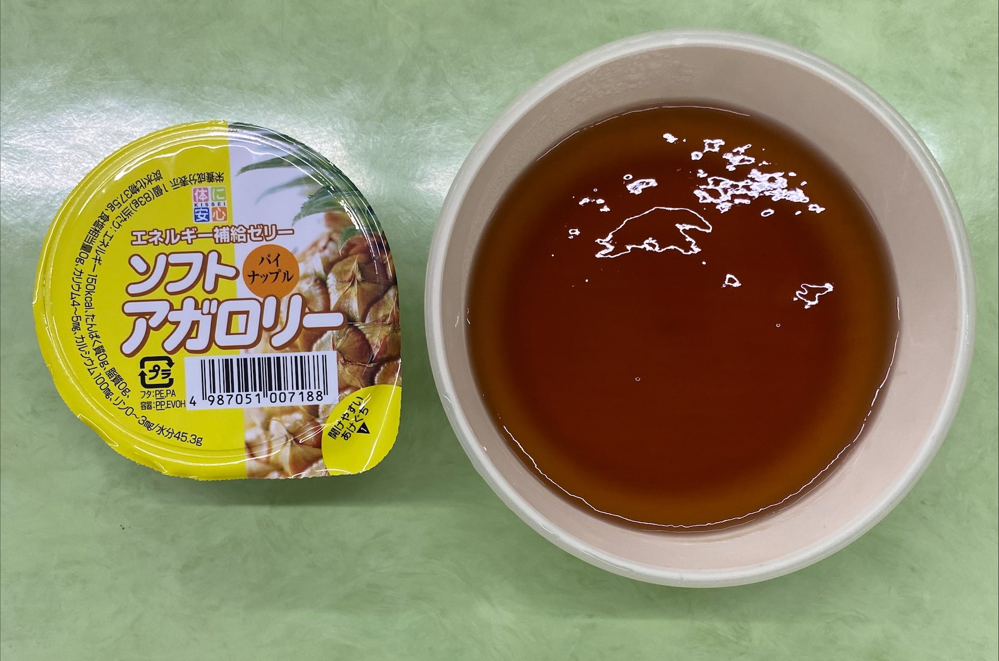 栄養成分表示 1個(83g)当たり:エネルギー150kcal、たんぱく質0g、脂質0g、
炭水化物37.5g、食塩相当量0g、カリウム4〜5mg、カルシウム100mg、リン0〜3mg/水分45.3g
体に
KISSEI
安心
エネルギー補給ゼリー
ソフト
パイ
ナップル
アガロリー
プラ
フタ:PE,PA
容器:PP,EVOH
4 987051 007188
開けやすい
あけぐち
1